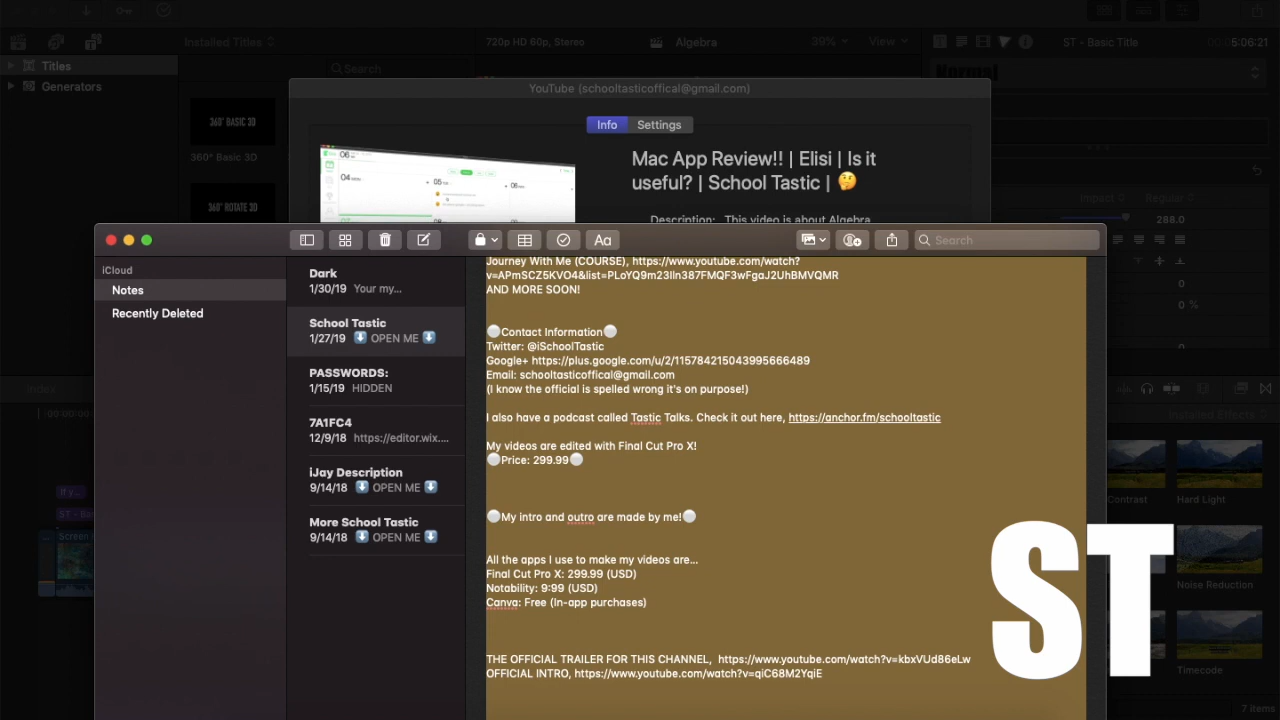 Installed Titles
720p HD 60p, Stereo
Algebra
39%
View
ST - Basic Title
5:06:21
Titles
Search
Normal
Generators
YouTube (schooltasticoffical@gmail.com)
360° BASIC 3D
360° Basic 3D
Info
Settings
Mac App Review!! | Elisi | Is it
useful? | School Tastic | 🤔
360° ROTATE 3D
Impact
Regular
Description: This video is about Algebra
288.0
Search
iCloud
Notes
Recently Deleted
Dark
1/30/19 Your my...
School Tastic
1/27/19 ⬇️ OPEN ME ⬇️
PASSWORDS:
1/15/19 HIDDEN
7A1FC4
12/9/18 https://editor.wix....
iJay Description
9/14/18 ⬇️ OPEN ME ⬇️
More School Tastic
9/14/18 ⬇️ OPEN ME ⬇️
Journey With Me (COURSE), https://www.youtube.com/watch?
v=APmSCZ5KVO4&list=PLoYQ9m23IIn387FMQF3wFgaJ2UhBMVQMR
AND MORE SOON!
⚪Contact Information⚪
Twitter: @iSchoolTastic
Google+ https://plus.google.com/u/2/115784215043995666489
Email: schooltasticoffical@gmail.com
(I know the official is spelled wrong it's on purpose!)
I also have a podcast called Tastic Talks. Check it out here, https://anchor.fm/schooltastic
My videos are edited with Final Cut Pro X!
⚪Price: 299.99⚪
⚪My intro and outro are made by me!⚪
All the apps I use to make my videos are...
Final Cut Pro X: 299.99 (USD)
Notability: 9:99 (USD)
Canva: Free (In-app purchases)
THE OFFICIAL TRAILER FOR THIS CHANNEL, https://www.youtube.com/watch?v=kbxVUd86eLw
OFFICIAL INTRO, https://www.youtube.com/watch?v=qiC68M2YqiE
0
0 %
0
Index
Installed Effects
Contrast
Hard Light
Noise Reduction
Timecode
7 items
ST